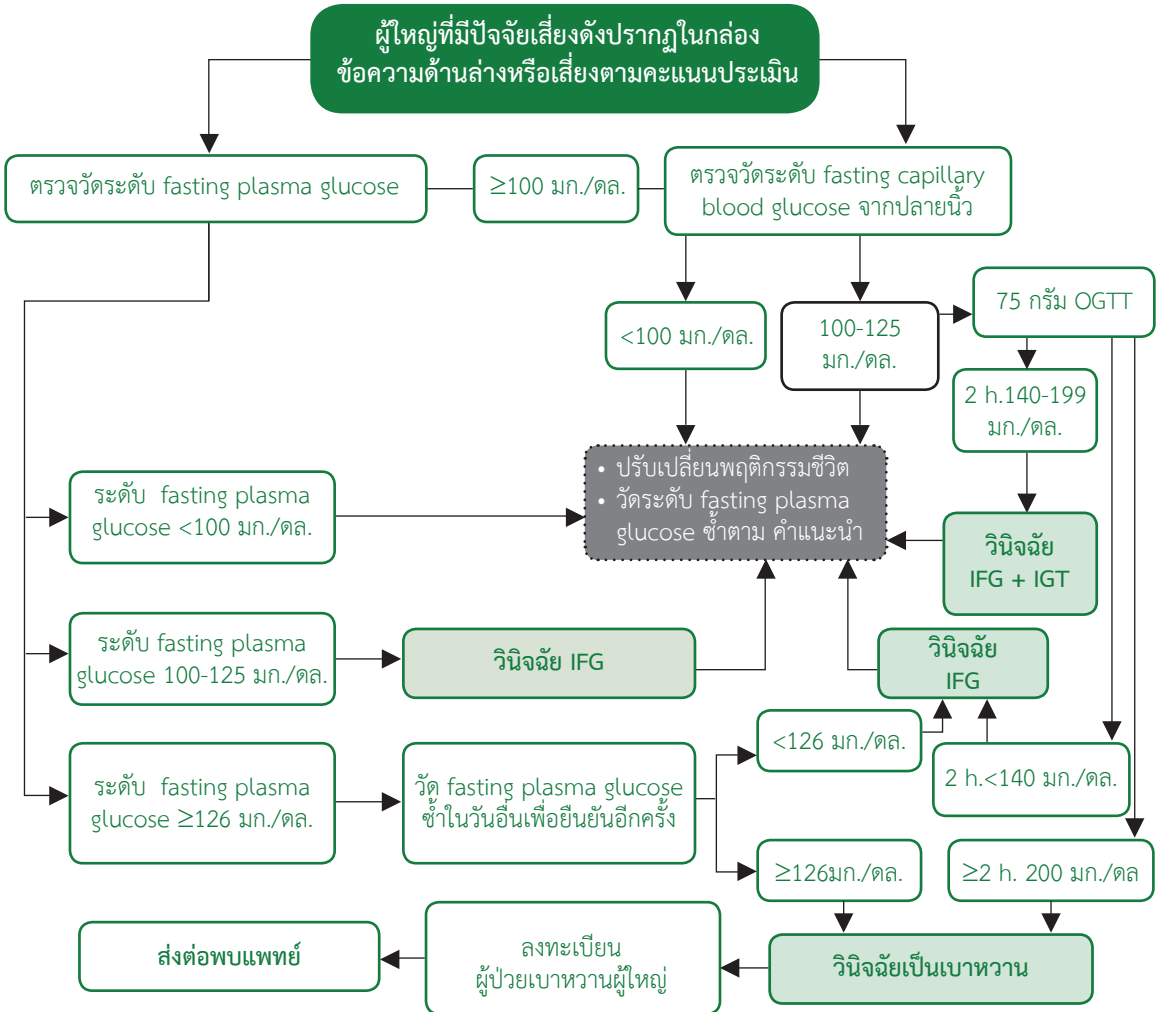 ผู้ใหญ่ที่มีปัจจัยเสี่ยงดังปรากฏในกล่อง
ข้อความด้านล่างหรือเสี่ยงตามคะแนนประเมิน
ตรวจวัดระดับ fasting plasma glucose
≥100 มก./ดล.
ตรวจวัดระดับ fasting capillary
blood glucose จากปลายนิ้ว
75 กรัม OGTT
<100 มก./ดล.
100-125
มก./ดล.
2 h.140-199
มก./ดล.
• ปรับเปลี่ยนพฤติกรรมชีวิต
• วัดระดับ fasting plasma
glucose ซ้ำตาม คำแนะนำ
ระดับ fasting plasma
glucose <100 มก./ดล.
วินิจฉัย
IFG + IGT
ระดับ fasting plasma
glucose 100-125 มก./ดล.
วินิจฉัย IFG
วินิจฉัย
IFG
<126 มก./ดล.
2 h.<140 มก./ดล.
ระดับ fasting plasma
glucose ≥126 มก./ดล.
วัด fasting plasma glucose
ซ้ำในวันอื่นเพื่อยืนยันอีกครั้ง
≥126มก./ดล.
≥2 h. 200 มก./ดล
ส่งต่อพบแพทย์
ลงทะเบียน
ผู้ป่วยเบาหวานผู้ใหญ่
วินิจฉัยเป็นเบาหวาน